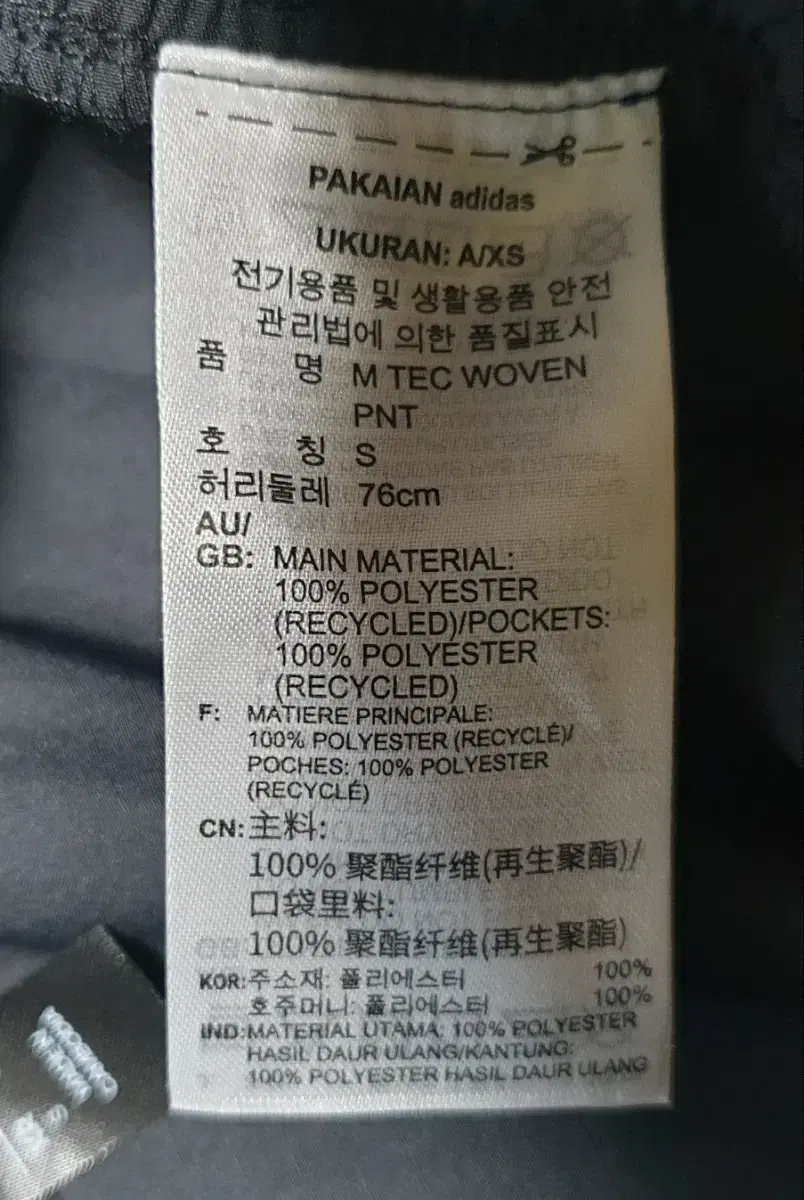 PAKAIAN adidas
UKURAN: A/XS
전기용품 및 생활용품 안전
관리법에 의한 품질표시
품 명 M TEC WOVEN
PNT
호 칭 S
허리둘레 76cm
AU/
GB: MAIN MATERIAL:
100% POLYESTER
(RECYCLED)/POCKETS:
100% POLYESTER
(RECYCLED)
F: MATIERE PRINCIPALE:
100% POLYESTER (RECYCLÉ)/
POCHES: 100% POLYESTER
(RECYCLÉ)
CN: 主料:
100% 聚酯纤维(再生聚酯)/
口袋里料:
100% 聚酯纤维(再生聚酯)
KOR: 주소재: 폴리에스터 100%
호주머니: 폴리에스터 100%
IND: MATERIAL UTAMA: 100% POLYESTER
HASIL DAUR ULANG/KANTUNG:
100% POLYESTER HASIL DAUR ULANG